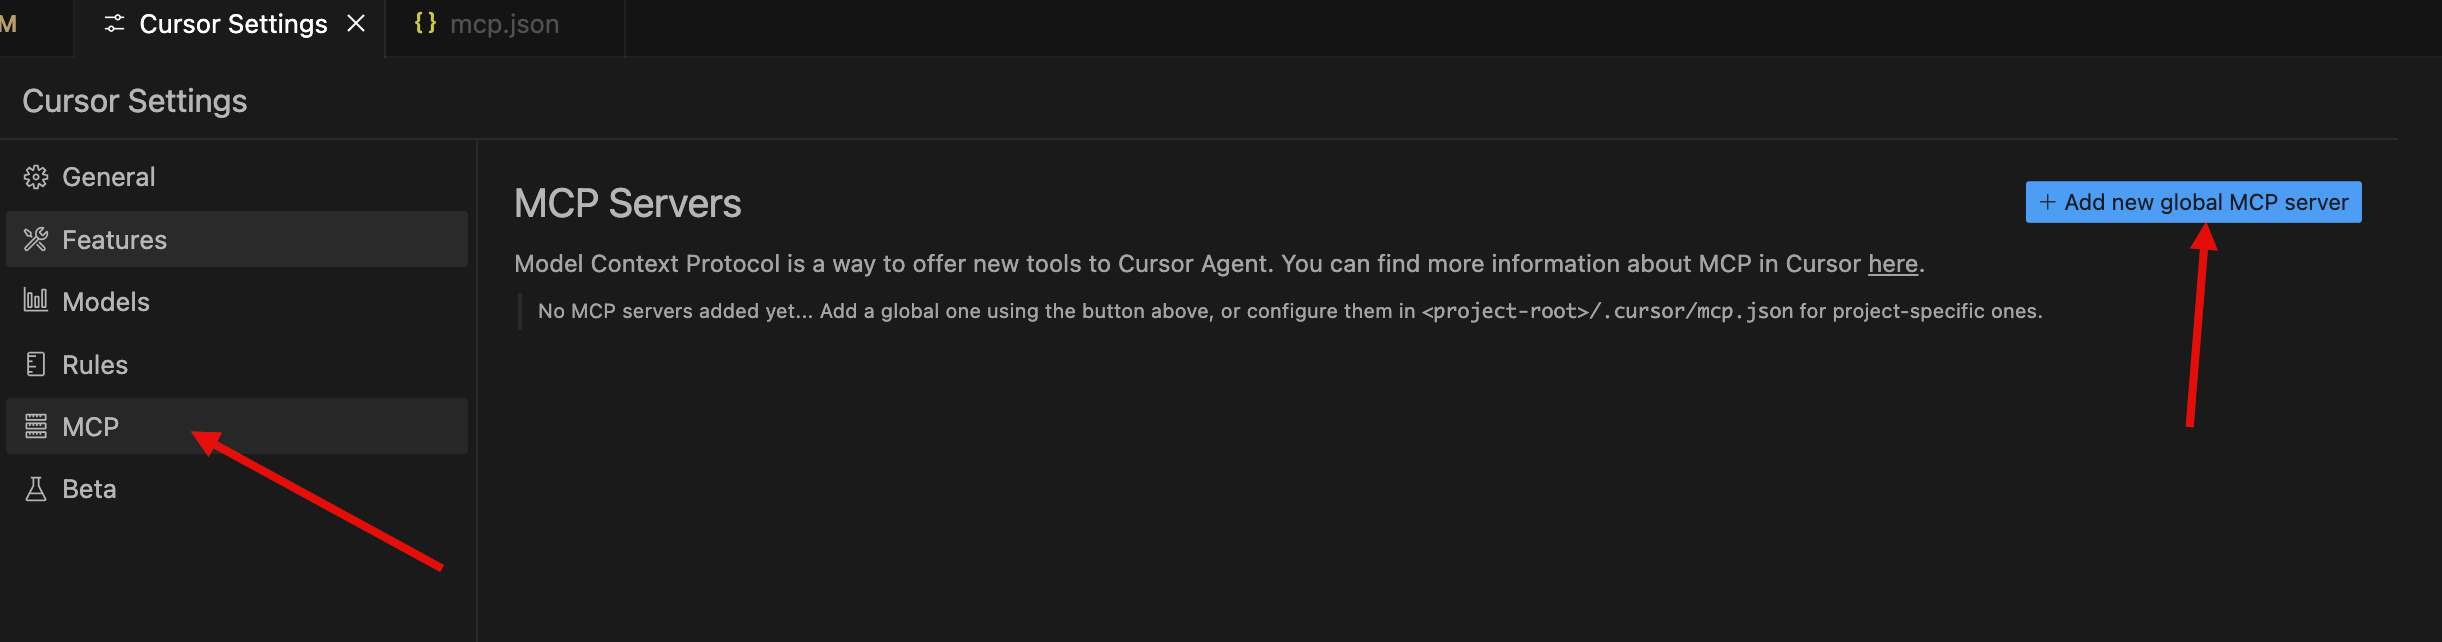 M
Cursor Settings
mcp.json
Cursor Settings
General
Features
Models
Rules
MCP
Beta
MCP Servers
+ Add new global MCP server
Model Context Protocol is a way to offer new tools to Cursor Agent. You can find more information about MCP in Cursor here.
No MCP servers added yet... Add a global one using the button above, or configure them in <project-root>/.cursor/mcp.json for project-specific ones.